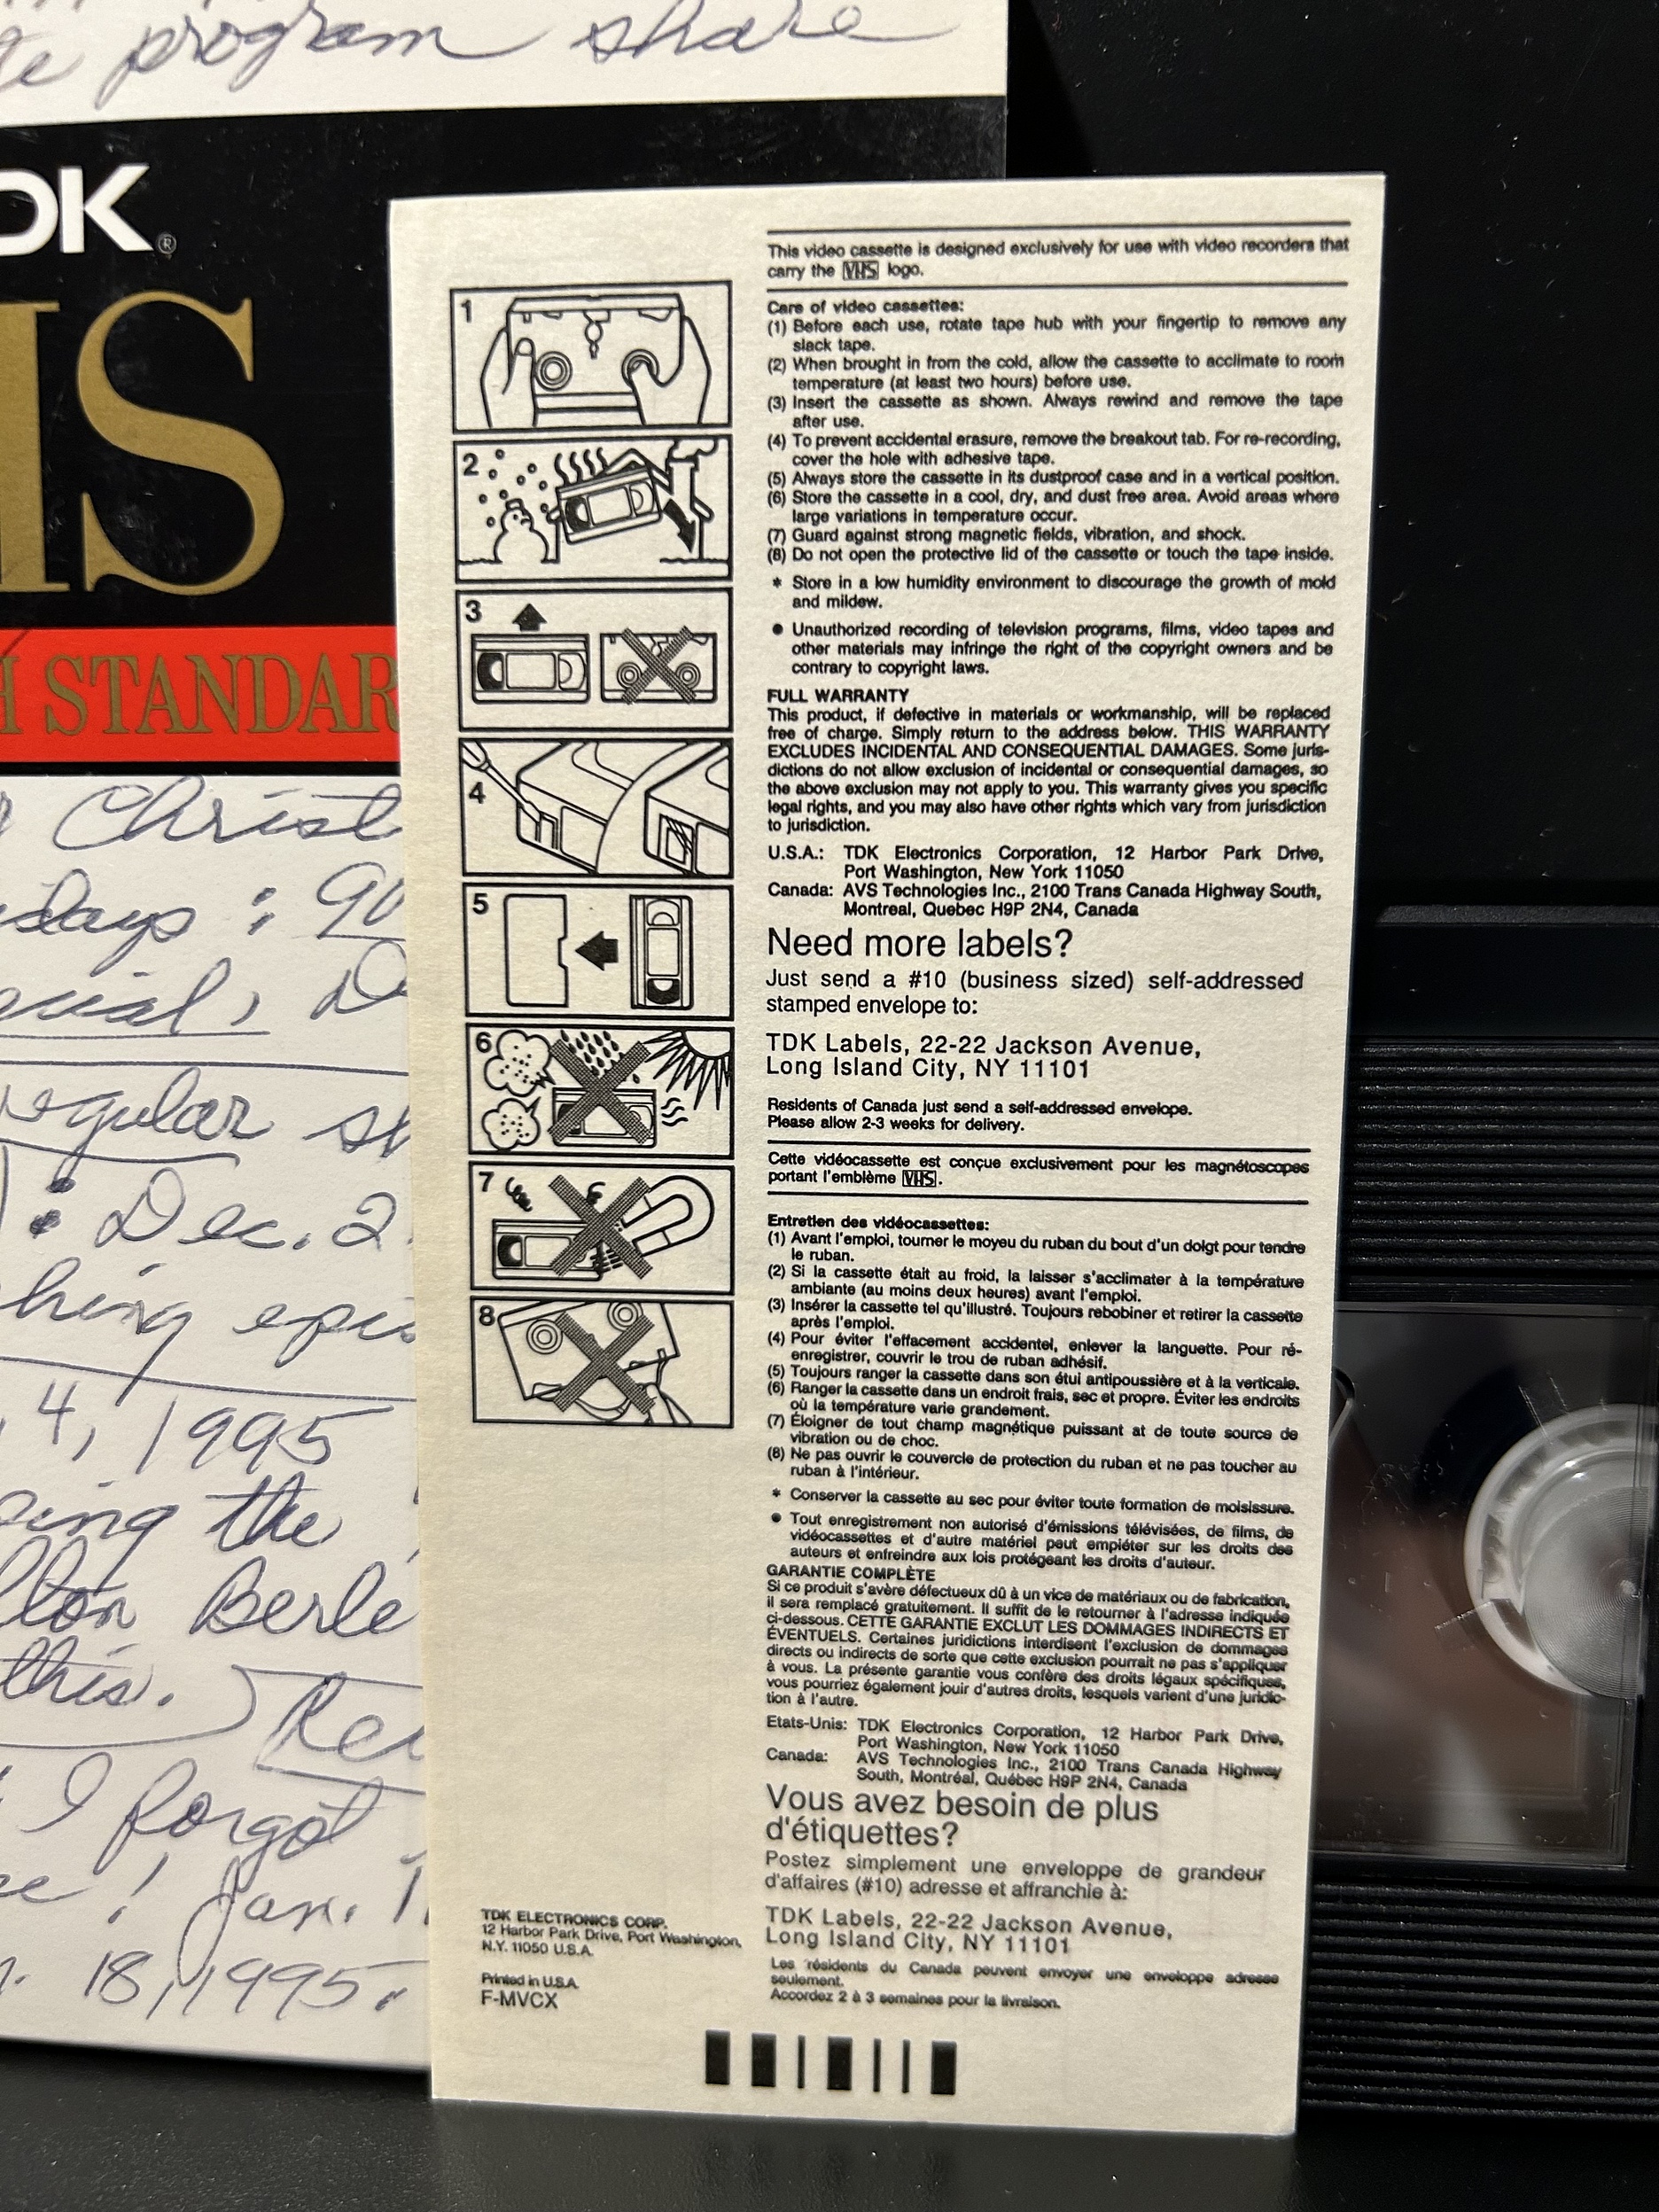 program share
TDK®
HS
H STANDAR
Christ
days : 90
D
regular
: Dec. 2
4, 1995
the
Berle
this.
I forgot
! Jan. 1
18, 1995.
1
2
3
4
5
6
7
8
This video cassette is designed exclusively for use with video recorders that
carry the VHS logo.
Care of video cassettes:
(1) Before each use, rotate tape hub with your fingertip to remove any
slack tape.
(2) When brought in from the cold, allow the cassette to acclimate to room
temperature (at least two hours) before use.
(3) Insert the cassette as shown. Always rewind and remove the tape
after use.
(4) To prevent accidental erasure, remove the breakout tab. For re-recording,
cover the hole with adhesive tape.
(5) Always store the cassette in its dustproof case and in a vertical position.
(6) Store the cassette in a cool, dry, and dust free area. Avoid areas where
large variations in temperature occur.
(7) Guard against strong magnetic fields, vibration, and shock.
(8) Do not open the protective lid of the cassette or touch the tape inside.
* Store in a low humidity environment to discourage the growth of mold
and mildew.
● Unauthorized recording of television programs, films, video tapes and
other materials may infringe the right of the copyright owners and be
contrary to copyright laws.
FULL WARRANTY
This product, if defective in materials or workmanship, will be replaced
free of charge. Simply return to the address below. THIS WARRANTY
EXCLUDES INCIDENTAL AND CONSEQUENTIAL DAMAGES. Some juris-
dictions do not allow exclusion of incidental or consequential damages, so
the above exclusion may not apply to you. This warranty gives you specific
legal rights, and you may also have other rights which vary from jurisdiction
to jurisdiction.
U.S.A.: TDK Electronics Corporation, 12 Harbor Park Drive,
Port Washington, New York 11050
Canada: AVS Technologies Inc., 2100 Trans Canada Highway South,
Montreal, Quebec H9P 2N4, Canada
Need more labels?
Just send a #10 (business sized) self-addressed
stamped envelope to:
TDK Labels, 22-22 Jackson Avenue,
Long Island City, NY 11101
Residents of Canada just send a self-addressed envelope.
Please allow 2-3 weeks for delivery.
Cette vidéocassette est conçue exclusivement pour les magnétoscopes
portant l'emblème VHS.
Entretien des vidéocassettes:
(1) Avant l'emploi, tourner le moyeu du ruban du bout d'un doigt pour tendre
le ruban.
(2) Si la cassette était au froid, la laisser s'acclimater à la température
ambiante (au moins deux heures) avant l'emploi.
(3) Insérer la cassette tel qu'illustré. Toujours rebobiner et retirer la cassette
après l'emploi.
(4) Pour éviter l'effacement accidentel, enlever la languette. Pour ré-
enregistrer, couvrir le trou de ruban adhésif.
(5) Toujours ranger la cassette dans son étui antipoussière et à la verticale.
(6) Ranger la cassette dans un endroit frais, sec et propre. Éviter les endroits
où la température varie grandement.
(7) Éloigner de tout champ magnétique puissant at de toute source de
vibration ou de choc.
(8) Ne pas ouvrir le couvercle de protection du ruban et ne pas toucher au
ruban à l'intérieur.
* Conserver la cassette au sec pour éviter toute formation de moisissure.
● Tout enregistrement non autorisé d'émissions télévisées, de films, de
vidéocassettes et d'autre matériel peut empiéter sur les droits des
auteurs et enfreindre aux lois protégeant les droits d'auteur.
GARANTIE COMPLÈTE
Si ce produit s'avère défectueux dû à un vice de matériaux ou de fabrication,
il sera remplacé gratuitement. Il suffit de le retourner à l'adresse indiquée
ci-dessous. CETTE GARANTIE EXCLUT LES DOMMAGES INDIRECTS ET
ÉVENTUELS. Certaines juridictions interdisent l'exclusion de dommages
directs ou indirects de sorte que cette exclusion pourrait ne pas s'appliquer
à vous. La présente garantie vous confère des droits légaux spécifiques,
vous pourriez également jouir d'autres droits, lesquels varient d'une juridic-
tion à l'autre.
Etats-Unis: TDK Electronics Corporation, 12 Harbor Park Drive,
Port Washington, New York 11050
Canada: AVS Technologies Inc., 2100 Trans Canada Highway
South, Montréal, Québec H9P 2N4, Canada
Vous avez besoin de plus
d'étiquettes?
Postez simplement une enveloppe de grandeur
d'affaires (#10) adresse et affranchie à:
TDK Labels, 22-22 Jackson Avenue,
Long Island City, NY 11101
Les résidents du Canada peuvent envoyer une enveloppe adresse
seulement.
Accordez 2 à 3 semaines pour la livraison.
TDK ELECTRONICS CORP.
12 Harbor Park Drive, Port Washington,
N.Y. 11050 U.S.A.
Printed in U.S.A.
F-MVCX